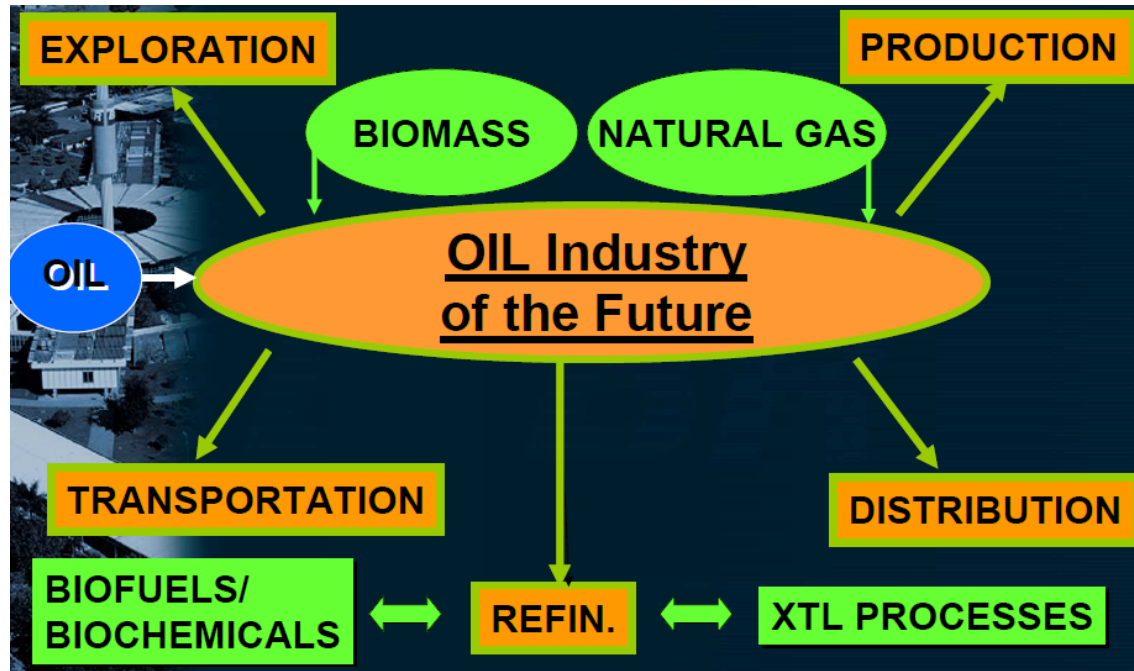 EXPLORATION
PRODUCTION
BIOMASS
NATURAL GAS
OIL
OIL Industry
of the Future
TRANSPORTATION
DISTRIBUTION
BIOFUELS/
BIOCHEMICALS
REFIN.
XTL PROCESSES